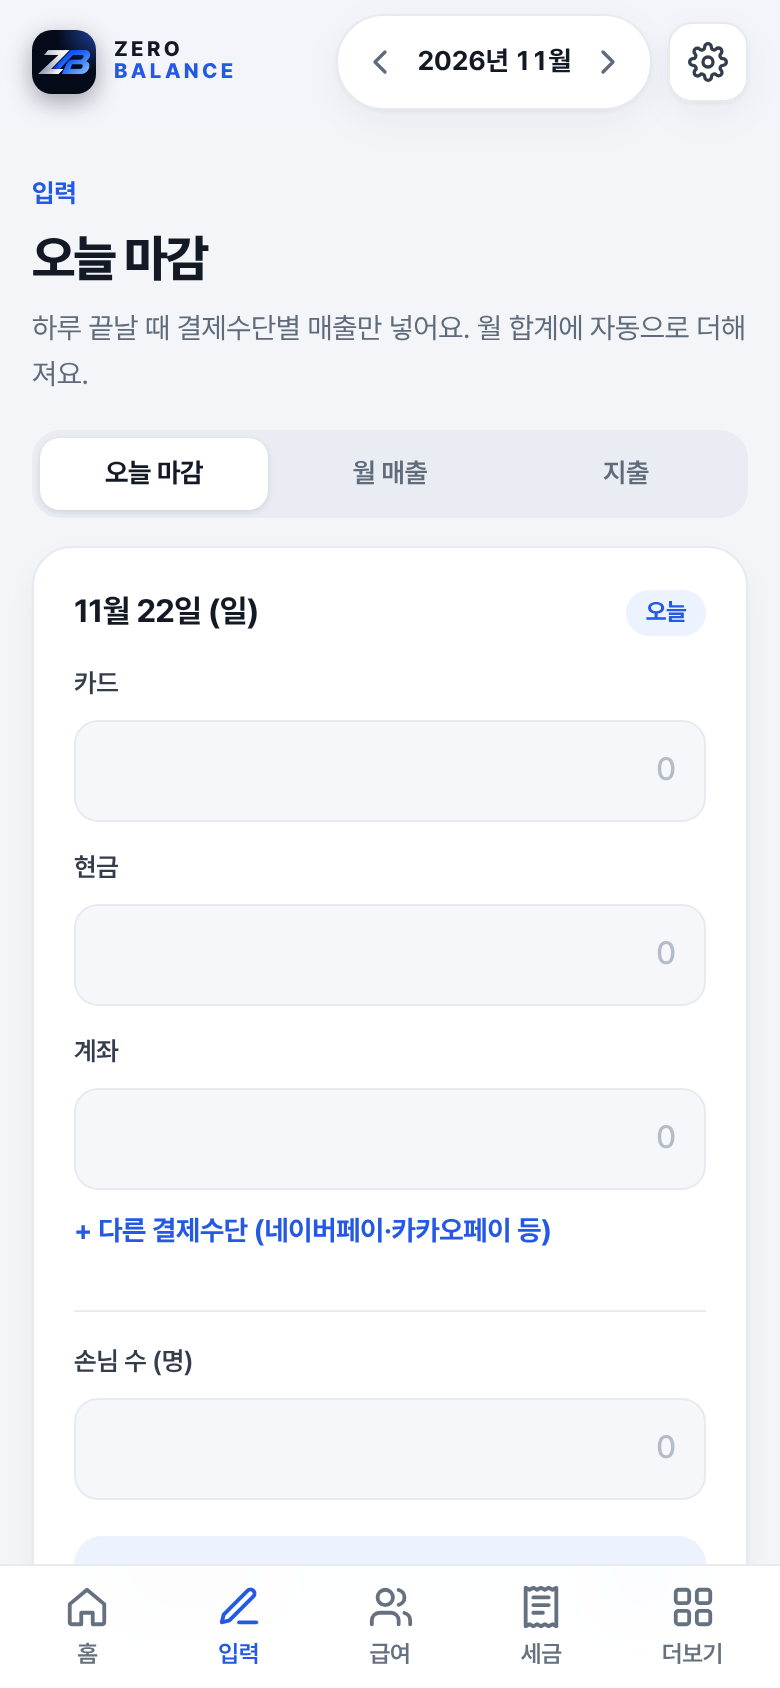 ZB
ZERO
BALANCE
2026년 11월
입력
오늘 마감
하루 끝날 때 결제수단별 매출만 넣어요. 월 합계에 자동으로 더해
져요.
오늘 마감
월 매출
지출
11월 22일 (일)
오늘
카드
0
현금
0
계좌
0
+ 다른 결제수단 (네이버페이·카카오페이 등)
손님 수 (명)
0
홈
입력
급여
세금
더보기